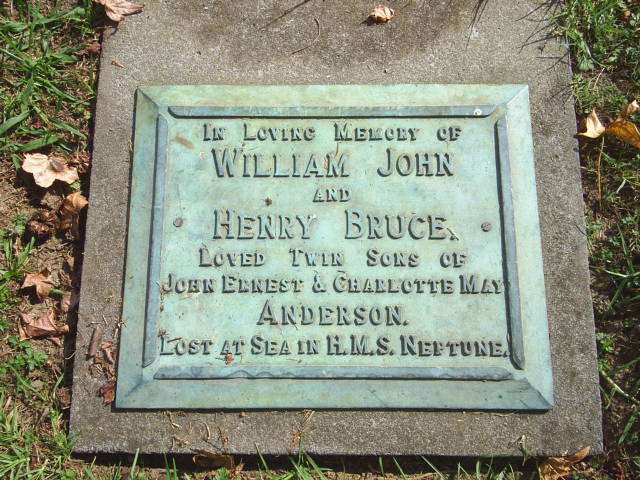 In Loving Memory of
William John
and
Henry Bruce.
Loved Twin Sons of
John Ernest & Charlotte May
Anderson.
Lost at Sea in H.M.S. Neptune.